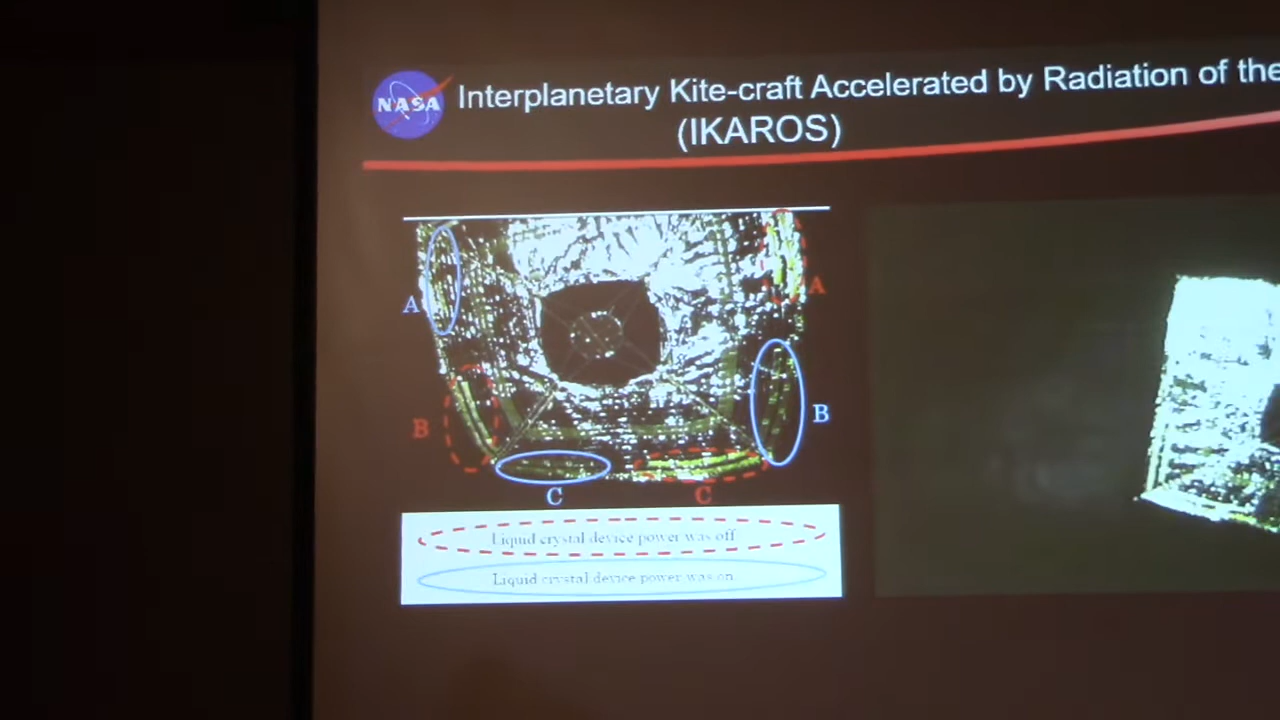 NASA
Interplanetary Kite-craft Accelerated by Radiation of the
(IKAROS)
A
A
B
B
C
C
Liquid crystal device power was off
Liquid crystal device power was on